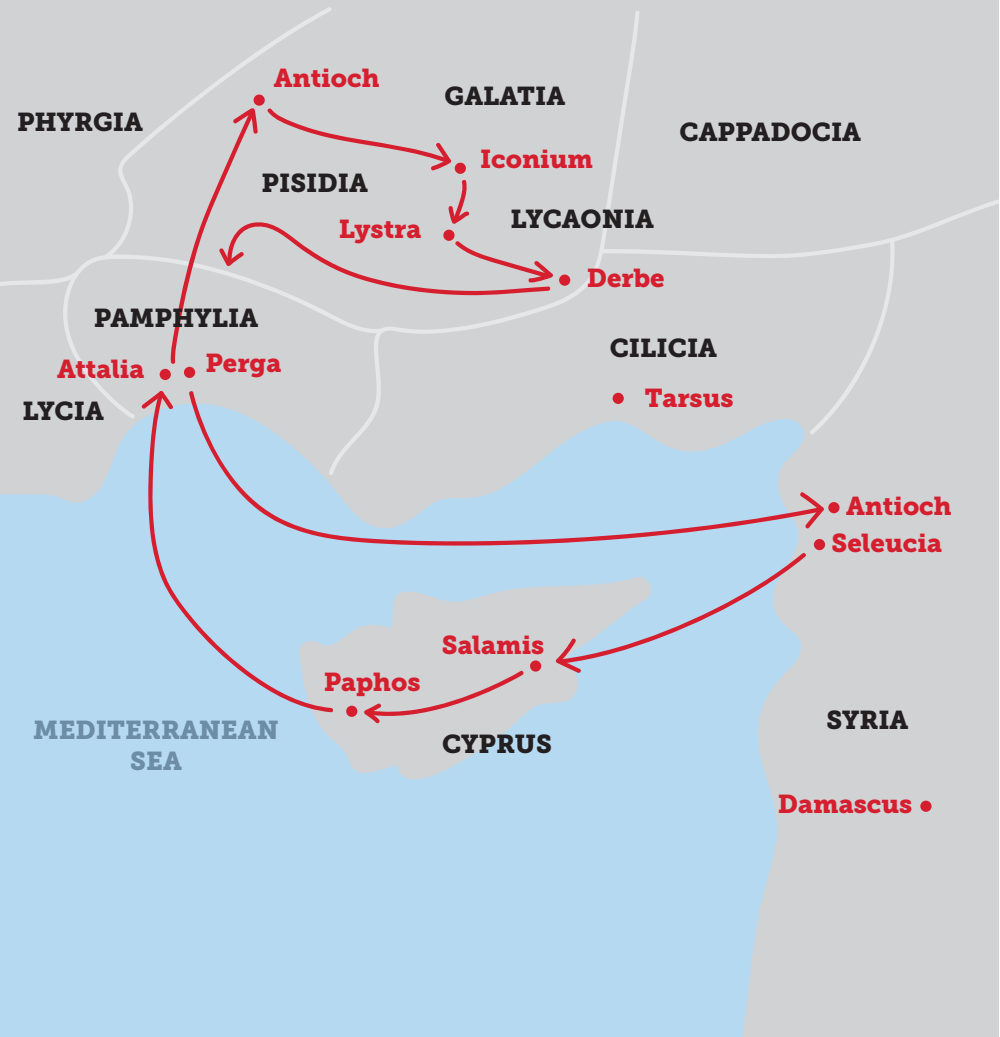 Antioch
GALATIA
PHYRGIA
CAPPADOCIA
Iconium
PISIDIA
LYCAONIA
Lystra
Derbe
PAMPHYLIA
CILICIA
Attalia
Perga
Tarsus
LYCIA
Antioch
Seleucia
Salamis
Paphos
SYRIA
MEDITERRANEAN
SEA
CYPRUS
Damascus